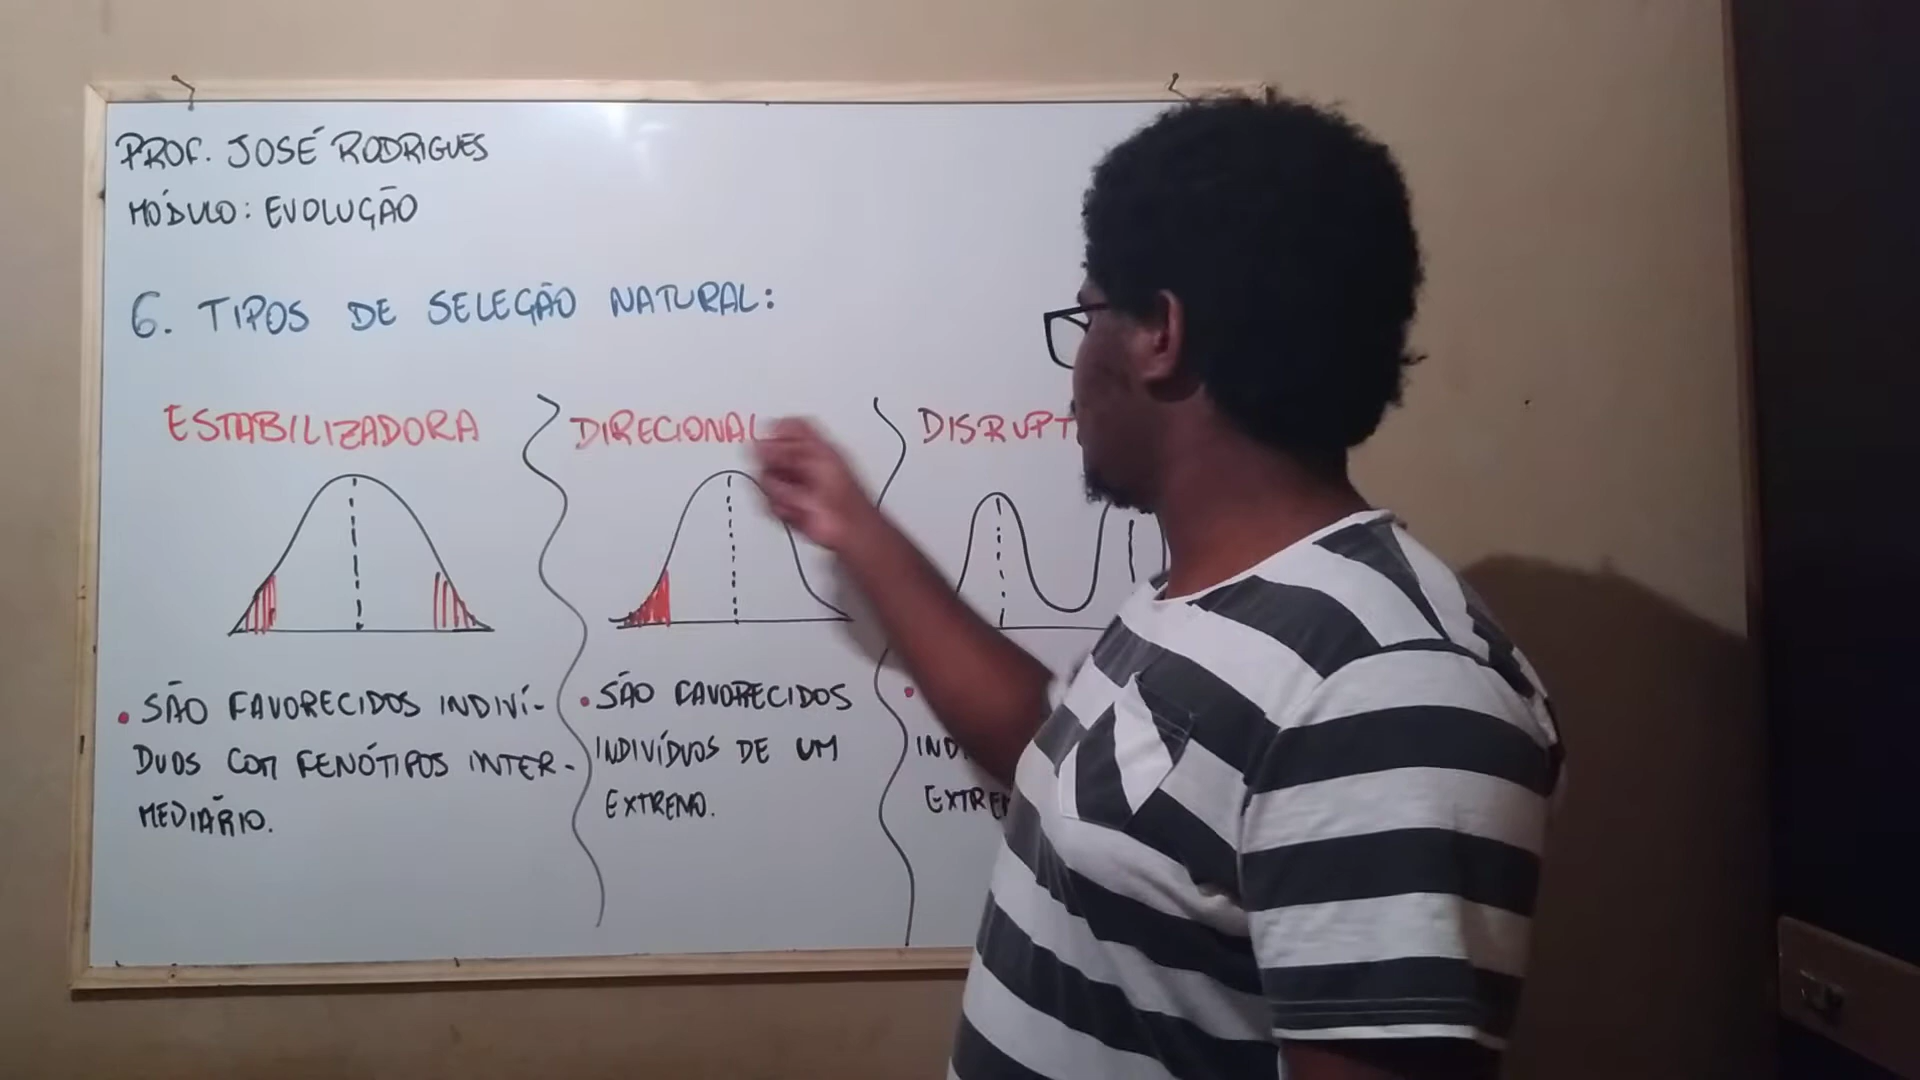 PROF. JOSÉ RODRIGUES
MÓDULO: EVOLUÇÃO
6. TIPOS DE SELEÇÃO NATURAL:
ESTABILIZADORA
DIRECIONAL
DISRUPT
• SÃO FAVORECIDOS INDIVÍ-
DUOS COM FENÓTIPOS INTER-
MEDIÁRIO.
• SÃO FAVORECIDOS
INDIVÍDUOS DE UM
EXTREMO.
IND
EXTREM